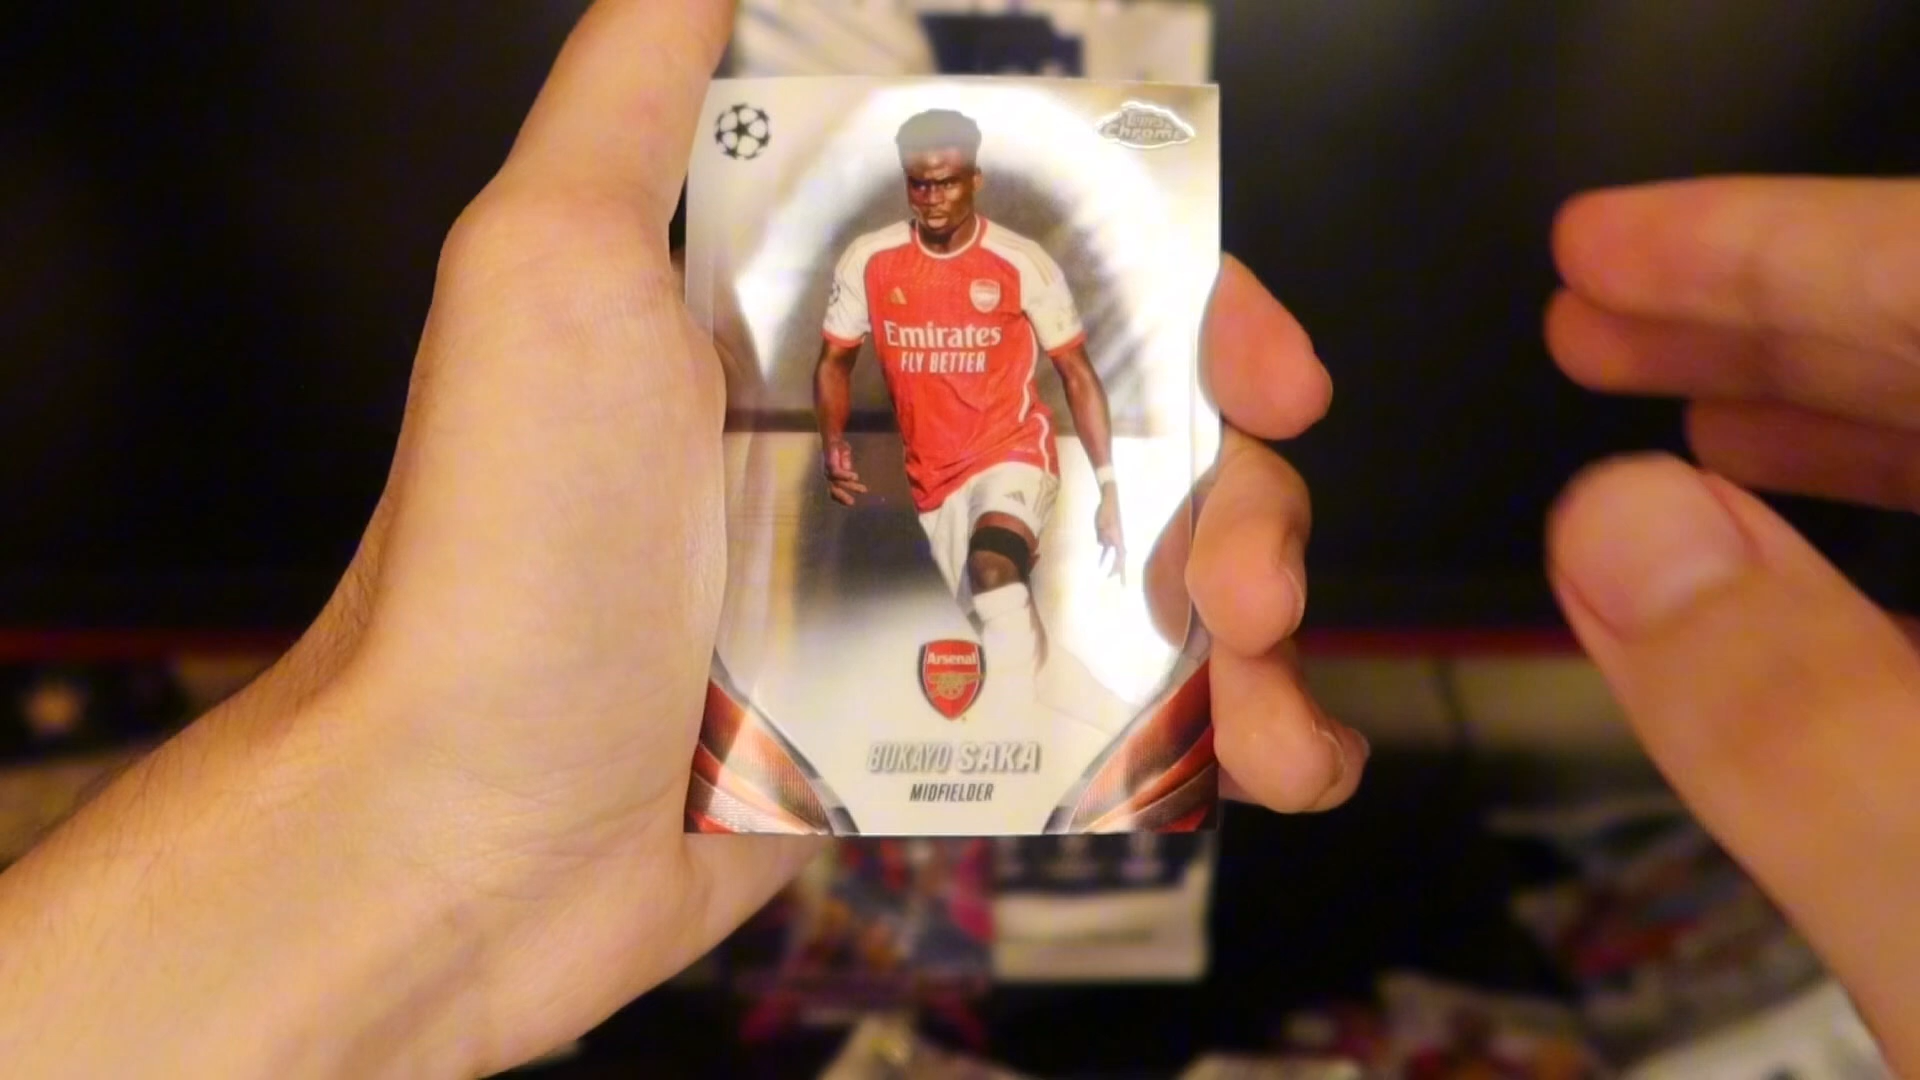 Topps
Chrome
Emirates
FLY BETTER
Arsenal
BUKAYO SAKA
MIDFIELDER